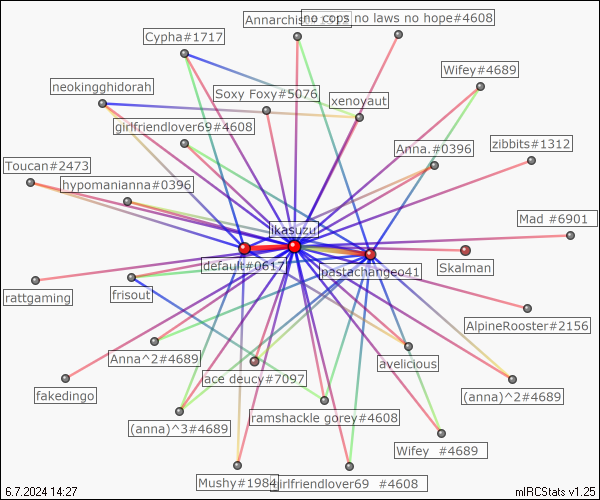 Annarchis
no cops no laws no hope#4608
Cypha#1717
Wifey#4689
neokingghidorah
Soxy Foxy#5076
xenoyaut
girlfriendlover69#4608
Anna.#0396
zibbits#1312
Toucan#2473
hypomanianna#0396
Mad #6901
ikasuzu
default#0617
pastachangeo41
Skalman
rattgaming
frisout
AlpineRooster#2156
Anna^2#4689
avelicious
ace deucy#7097
fakedingo
(anna)^2#4689
ramshackle gorey#4608
(anna)^3#4689
Wifey #4689
Mushy#1984
girlfriendlover69 #4608
6.7.2024 14:27
mIRCStats v1.25